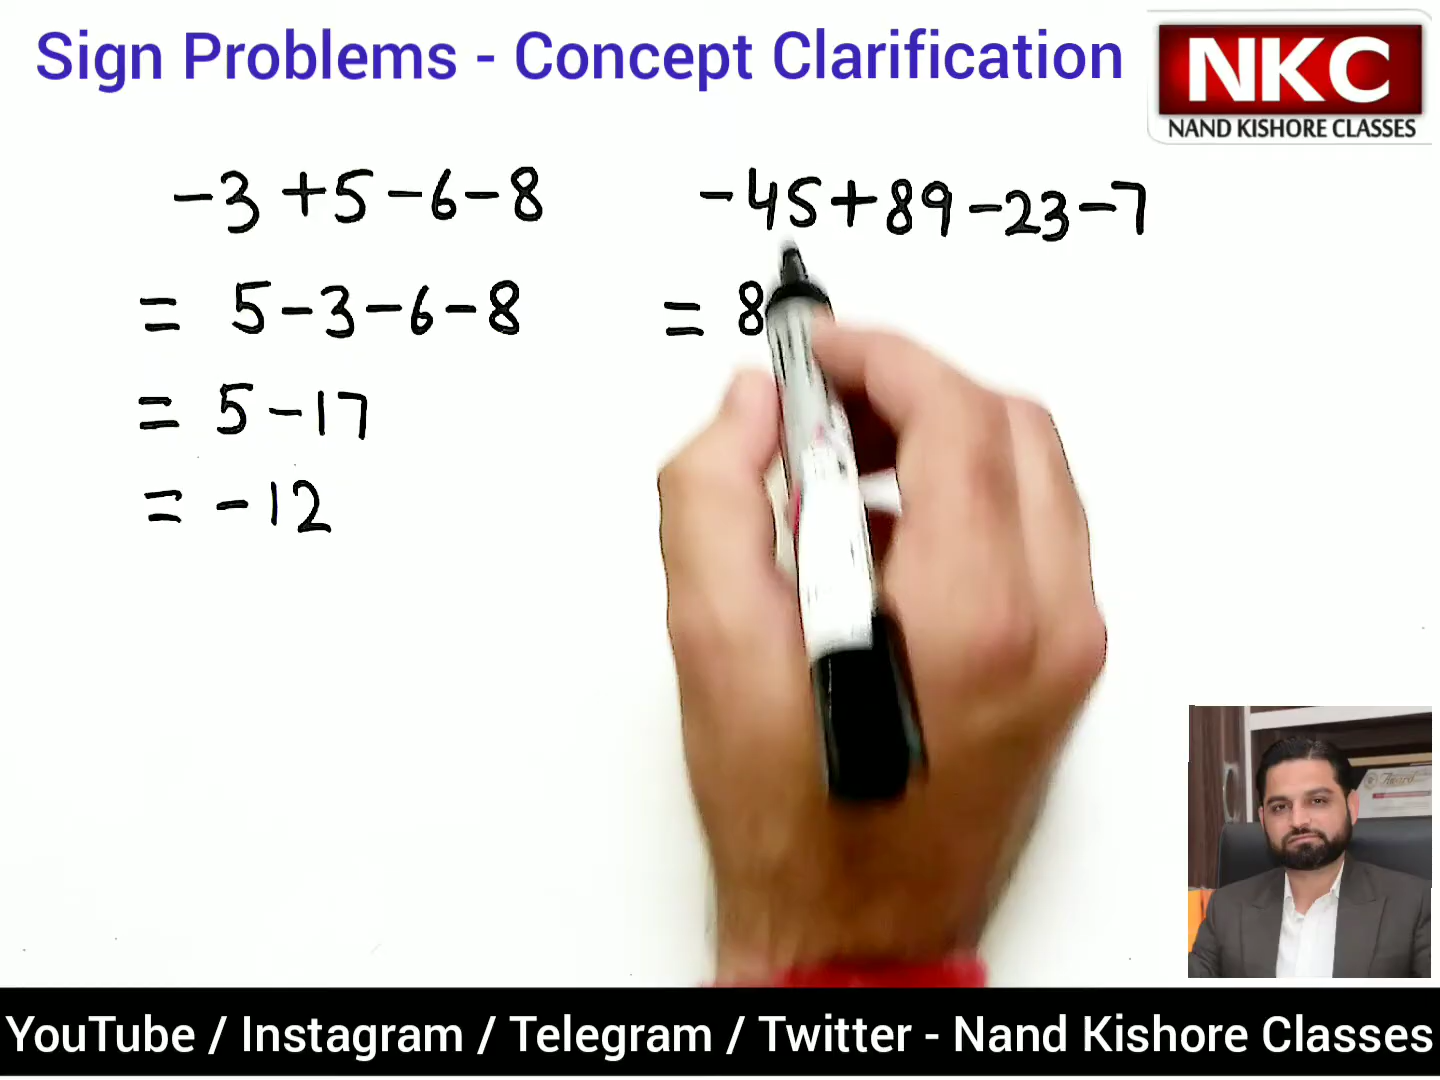 Sign Problems - Concept Clarification
NKC
NAND KISHORE CLASSES
-3 +5 -6 -8
= 5 -3 -6 -8
= 5 -17
= -12
-45 +89 -23 -7
= 8
YouTube / Instagram / Telegram / Twitter - Nand Kishore Classes